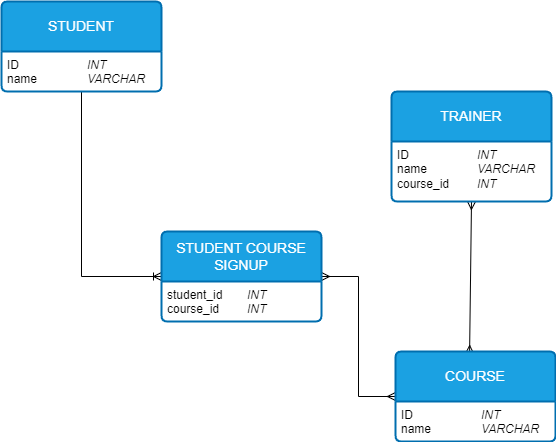 STUDENT
ID INT
name VARCHAR
TRAINER
ID INT
name VARCHAR
course_id INT
STUDENT COURSE
SIGNUP
student_id INT
course_id INT
COURSE
ID INT
name VARCHAR